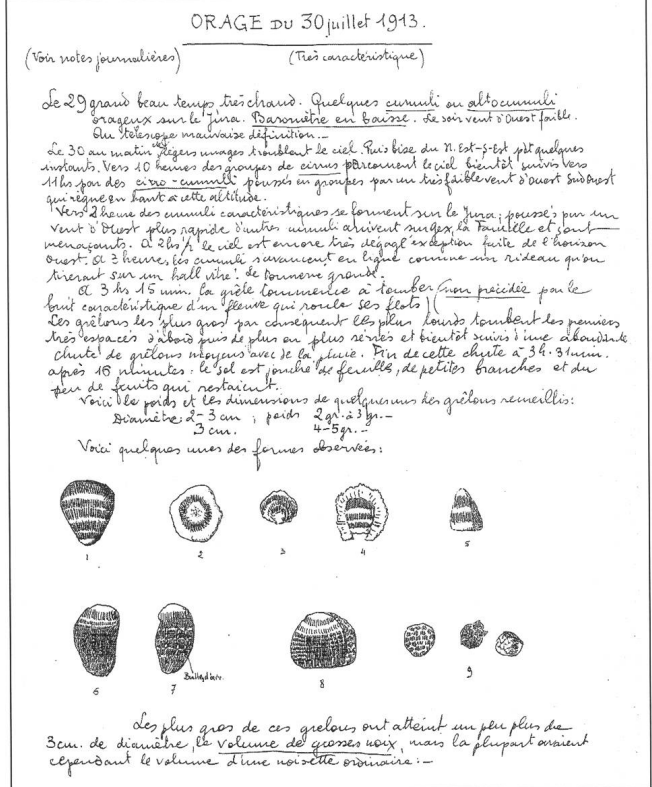 ORAGE DU 30 juillet 1913.
(Voir notes journalières) (Très caractéristique)
Le 29 grand beau temps très chaud. Quelques cumuli ou altocumuli
orageux sur le Jura. Baromètre en baisse. Le soir vent d'Ouest faible.
Au télescope mauvaise définition.-
Le 30 au matin légers nuages troublant le ciel. Puis bise du N.Est-S-Est pdt quelques
instants. Vers 10 heures des groupes de cirrus parcourent le ciel bientôt suivis vers
11 hs par des cirro-cumuli poussés en groupes par un très faible vent d'Ouest Sud Ouest
qui règne en haut à cette altitude.
Vers 2 heure des cumuli caractéristiques se forment sur le Jura; poussés par un
vent d'Ouest plus rapide d'autres cumuli arrivent sur la Faucille et sont
menaçants. A 2hs ½ le ciel est encore très dégagé exception faite de l'horizon
ouest. A 3 heures, les cumuli s'avancent en ligne comme un rideau qu'on
tirerait sur un hall vitré! Le tonnerre gronde.
A 3 hs 15 min. la grêle commence à tomber (non précédée par le
bruit caractéristique d'un fleuve qui roule ses flots)
Les grêlons les plus gros par conséquent les plus lourds tombent les premiers
très espacés d'abord puis de plus en plus serrés et bientôt suivis d'une abondante
chute de grêlons moyens avec de la pluie. Fin de cette chute à 3h. 31 min.
après 16 minutes: le sol est jonché de feuilles, de petites branches et du
peu de fruits qui restaient.
Voici le poids et les dimensions de quelques uns des grêlons recueillis:
Diamètre: 2-3 cm ; poids 2gr. à 3 gr.-
3 cm. 4-5 gr.-
Voici quelques unes des formes observées:
1 2 3 4 5
6 7 Bulles d'air. 8 9
Les plus gros de ces grelons ont atteint un peu plus de
3cm. de diamètre, le volume de grosses noix, mais la plupart avaient
cependant le volume d'une noisette ordinaire:-